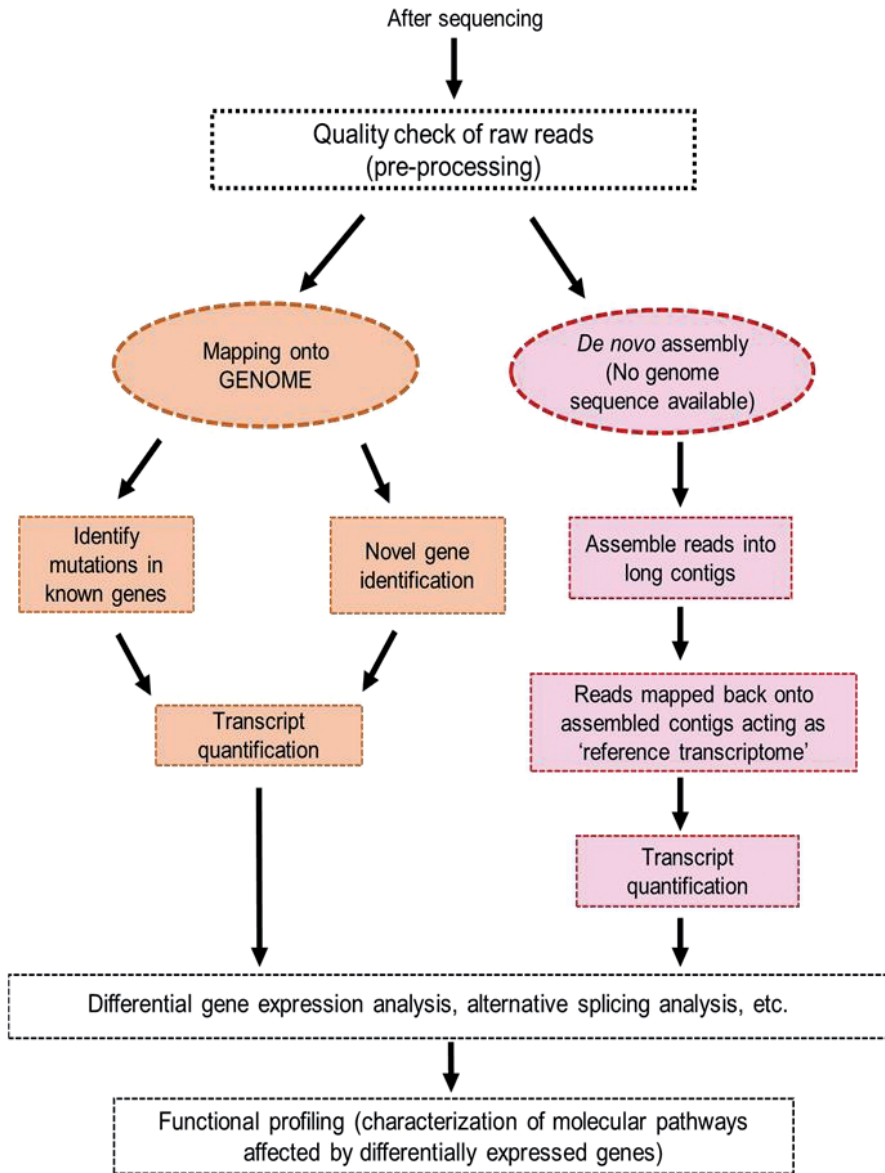 After sequencing
Quality check of raw reads
(pre-processing)
Mapping onto
GENOME
De novo assembly
(No genome
sequence available)
Identify
mutations in
known genes
Novel gene
identification
Assemble reads into
long contigs
Transcript
quantification
Reads mapped back onto
assembled contigs acting as
‘reference transcriptome’
Transcript
quantification
Differential gene expression analysis, alternative splicing analysis, etc.
Functional profiling (characterization of molecular pathways
affected by differentially expressed genes)